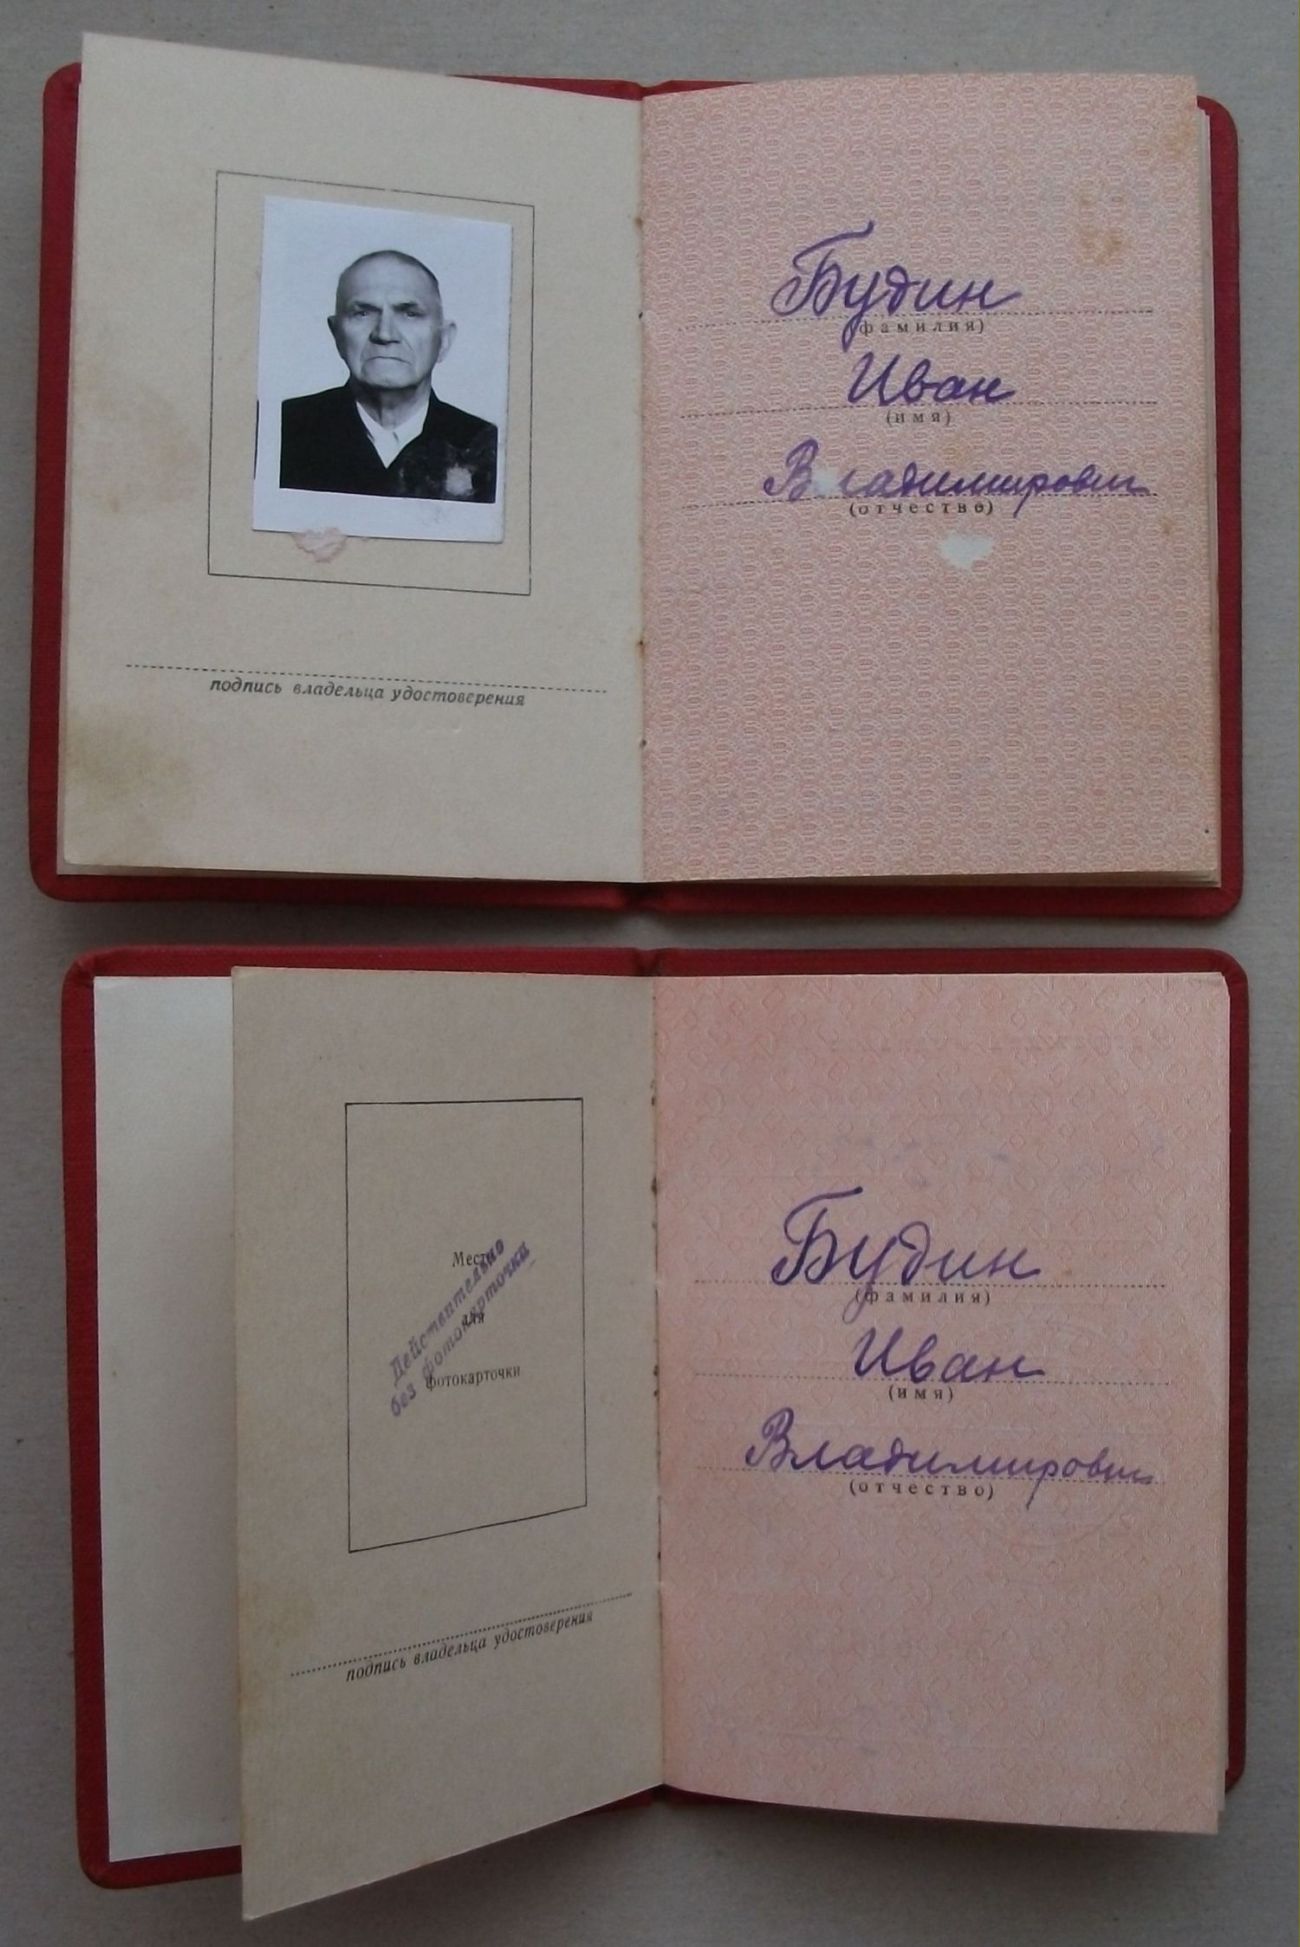 Будин
(фамилия)
Иван
(имя)
Владимирович
(отчество)
подпись владельца удостоверения
Место
для
фотокарточки
Действительно
без фотокарточки
Будин
(фамилия)
Иван
(имя)
Владимирович
(отчество)
подпись владельца удостоверения